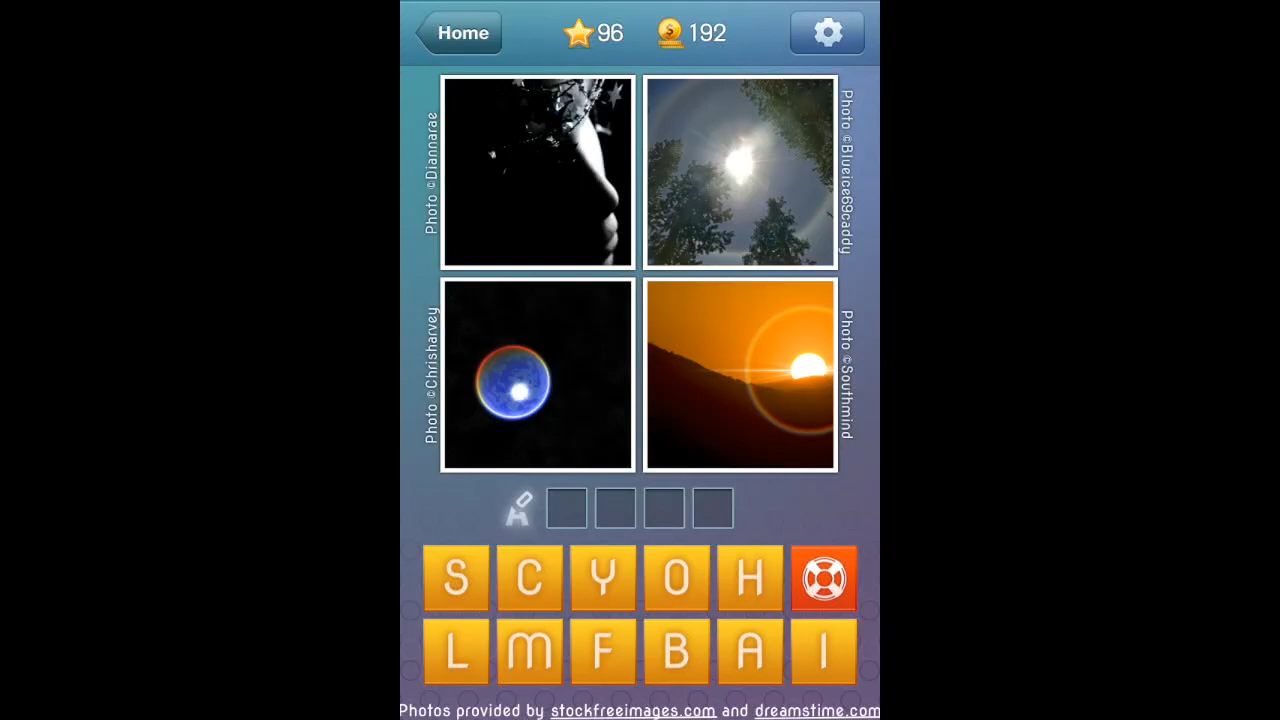 Home 96 192
Photo ©Diannarae
Photo ©Blueice69caddy
Photo ©Chrisharvey
Photo ©Southmind
S C Y O H
L M F B A I
Photos provided by stockfreeimages.com and dreamstime.com